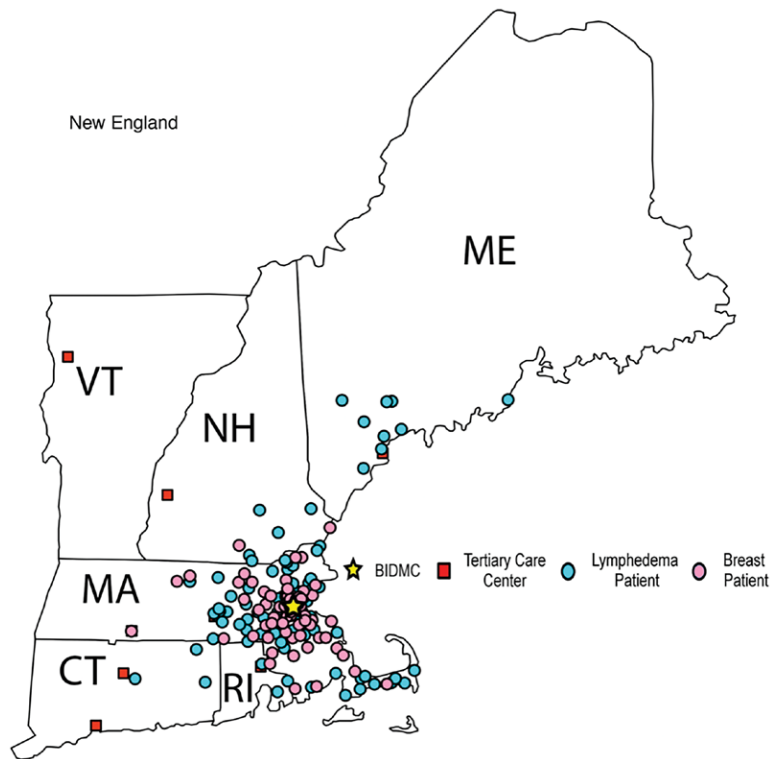 New England
ME
VT
NH
BIDMC
Tertiary Care
Center
Lymphedema
Patient
Breast
Patient
MA
CT
RI